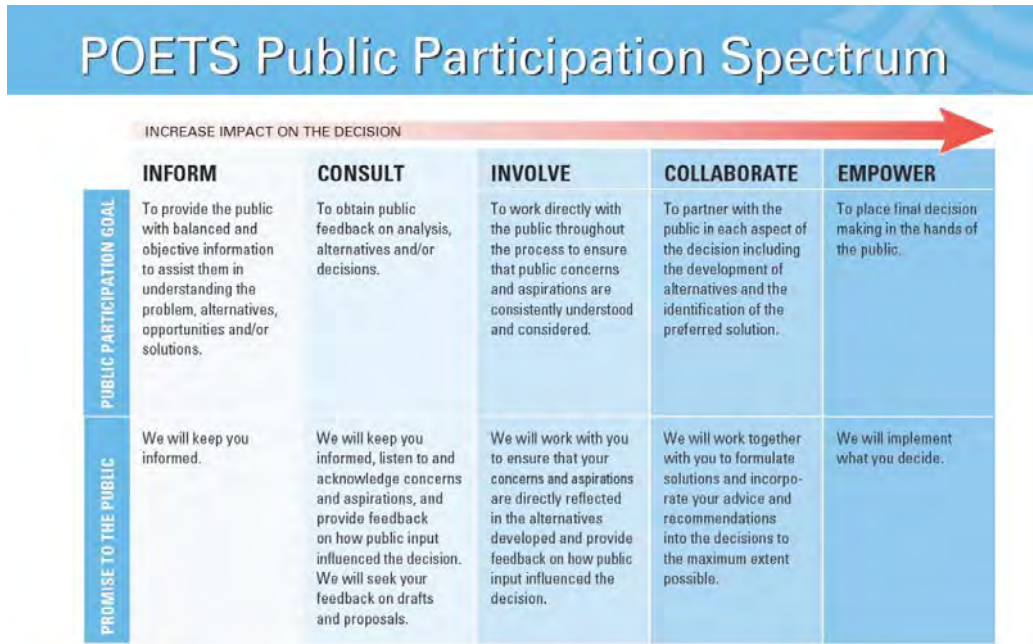 POETS Public Participation Spectrum
INCREASE IMPACT ON THE DECISION
INFORM
CONSULT
INVOLVE
COLLABORATE
EMPOWER
PUBLIC PARTICIPATION GOAL
To provide the public
with balanced and
objective information
to assist them in
understanding the
problem, alternatives,
opportunities and/or
solutions.
To obtain public
feedback on analysis,
alternatives and/or
decisions.
To work directly with
the public throughout
the process to ensure
that public concerns
and aspirations are
consistently understood
and considered.
To partner with the
public in each aspect of
the decision including
the development of
alternatives and the
identification of the
preferred solution.
To place final decision
making in the hands of
the public.
PROMISE TO THE PUBLIC
We will keep you
informed.
We will keep you
informed, listen to and
acknowledge concerns
and aspirations, and
provide feedback
on how public input
influenced the decision.
We will seek your
feedback on drafts
and proposals.
We will work with you
to ensure that your
concerns and aspirations
are directly reflected
in the alternatives
developed and provide
feedback on how public
input influenced the
decision.
We will work together
with you to formulate
solutions and incorpo-
rate your advice and
recommendations
into the decisions to
the maximum extent
possible.
We will implement
what you decide.